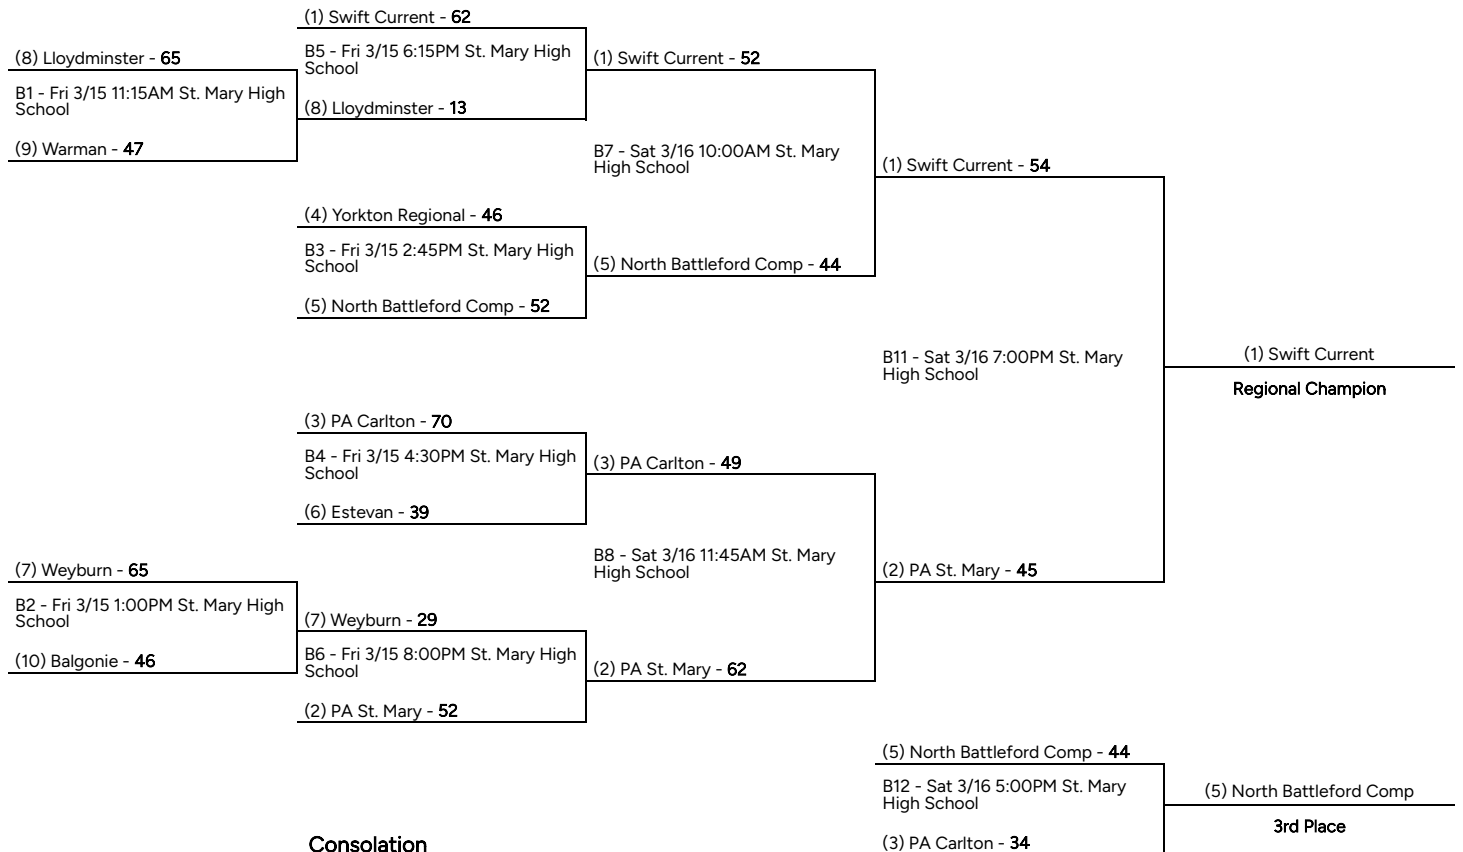 (1) Swift Current - 62
(8) Lloydminster - 65
B5 - Fri 3/15 6:15PM St. Mary High
School
(1) Swift Current - 52
B1 - Fri 3/15 11:15AM St. Mary High
School
(8) Lloydminster - 13
(9) Warman - 47
B7 - Sat 3/16 10:00AM St. Mary
High School
(1) Swift Current - 54
(4) Yorkton Regional - 46
B3 - Fri 3/15 2:45PM St. Mary High
School
(5) North Battleford Comp - 44
(5) North Battleford Comp - 52
B11 - Sat 3/16 7:00PM St. Mary
High School
(1) Swift Current
Regional Champion
(3) PA Carlton - 70
B4 - Fri 3/15 4:30PM St. Mary High
School
(3) PA Carlton - 49
(6) Estevan - 39
B8 - Sat 3/16 11:45AM St. Mary
High School
(7) Weyburn - 65
(2) PA St. Mary - 45
B2 - Fri 3/15 1:00PM St. Mary High
School
(7) Weyburn - 29
(10) Balgonie - 46
B6 - Fri 3/15 8:00PM St. Mary High
School
(2) PA St. Mary - 62
(2) PA St. Mary - 52
(5) North Battleford Comp - 44
B12 - Sat 3/16 5:00PM St. Mary
High School
(5) North Battleford Comp
3rd Place
(3) PA Carlton - 34
Consolation